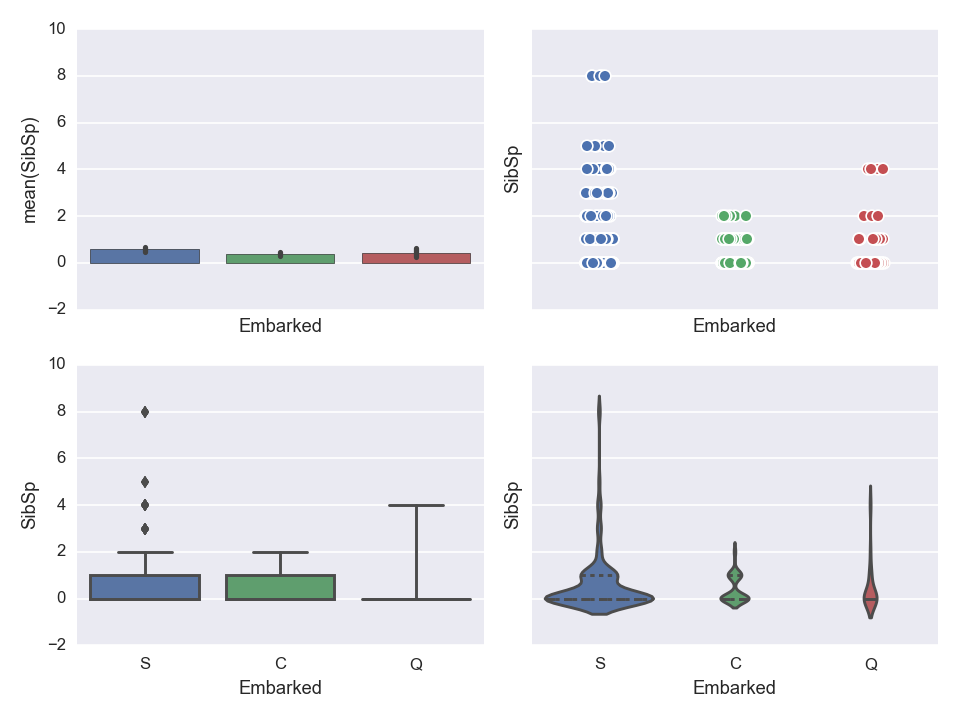 10
8
6
4
2
0
−2
mean(SibSp)
Embarked
SibSp
Embarked
10
8
6
4
2
0
−2
SibSp
S C Q
Embarked
SibSp
S C Q
Embarked